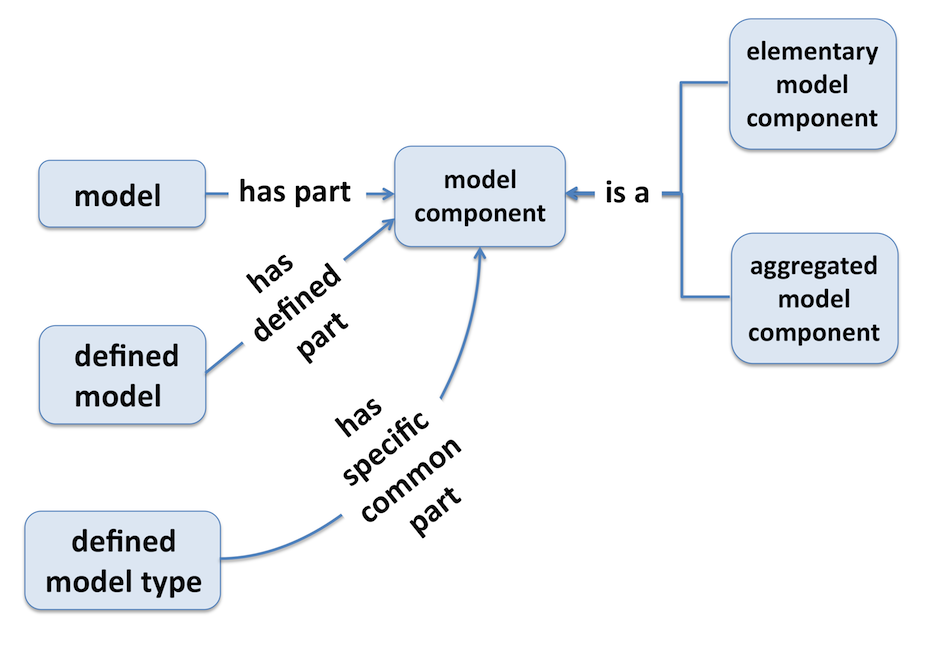 model
has part
model
component
is a
elementary
model
component
aggregated
model
component
defined
model
has
defined
part
defined
model type
has
specific
common
part